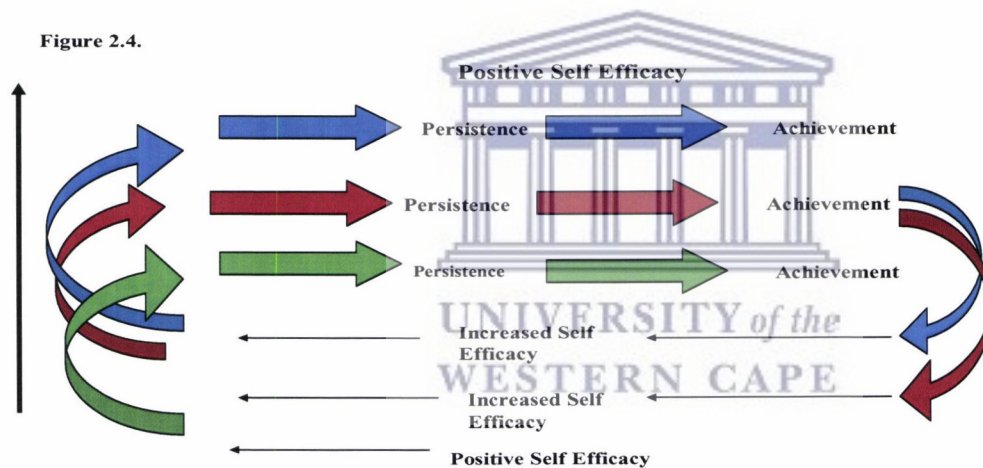 Figure 2.4.
Positive Self Efficacy
Persistence
Achievement
Persistence
Achievement
Persistence
Achievement
UNIVERSITY of the
Increased Self
Efficacy
WESTERN CAPE
Increased Self
Efficacy
Positive Self Efficacy